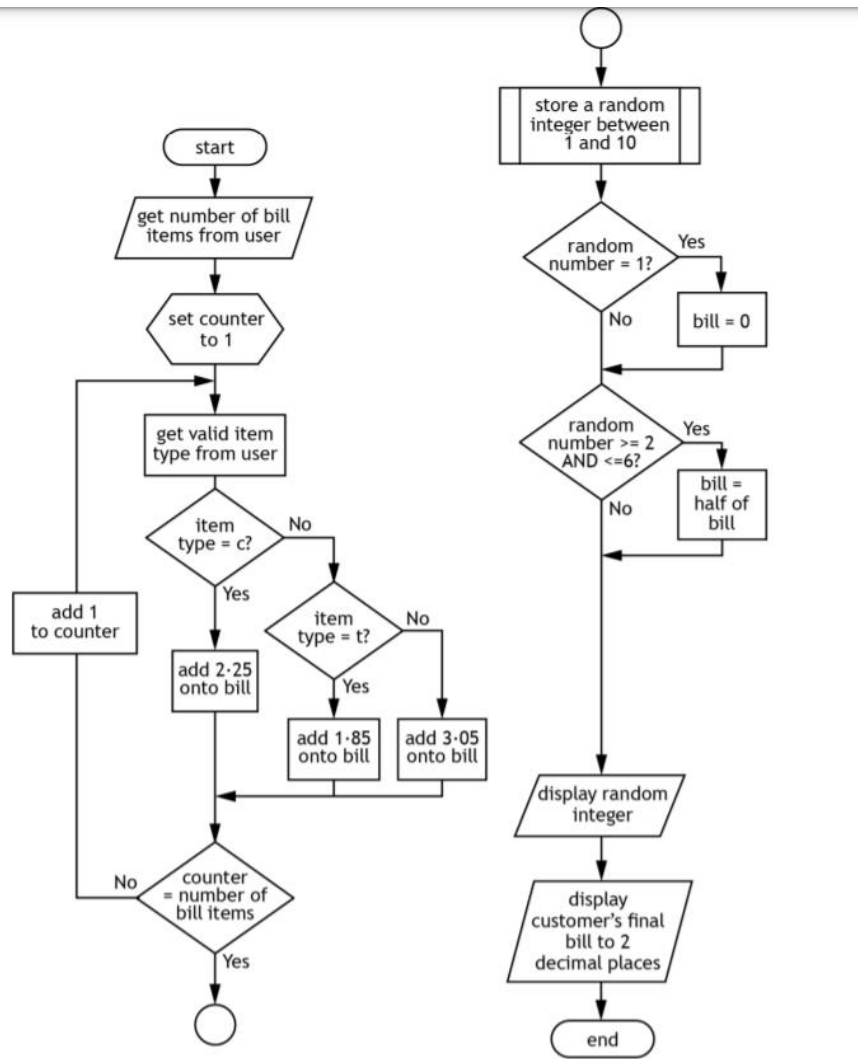 start
get number of bill
items from user
set counter
to 1
get valid item
type from user
item
type = c?
No
Yes
add 1
to counter
item
type = t?
No
add 2·25
onto bill
Yes
add 1·85
onto bill
add 3·05
onto bill
No
counter
= number of
bill items
Yes
store a random
integer between
1 and 10
random
number = 1?
Yes
No
bill = 0
random
number >= 2
AND <=6?
Yes
No
bill =
half of
bill
display random
integer
display
customer's final
bill to 2
decimal places
end